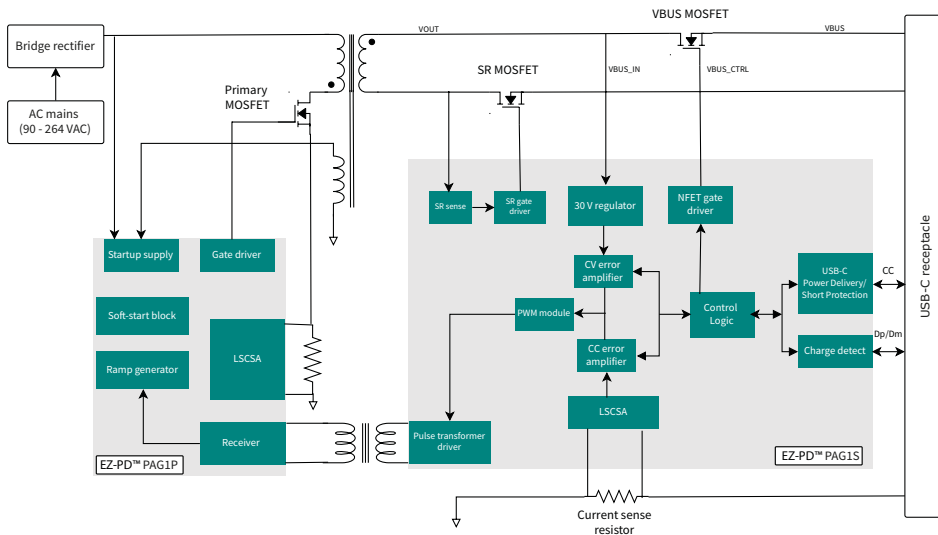 VBUS MOSFET
VOUT
VBUS
Bridge rectifier
SR MOSFET
VBUS_IN
VBUS_CTRL
Primary
MOSFET
AC mains
(90 - 264 VAC)
SR sense
SR gate
driver
30 V regulator
NFET gate
driver
Startup supply
Gate driver
CV error
amplifier
USB-C
Power Delivery/
Short Protection
CC
USB-C receptacle
Soft-start block
PWM module
Control
Logic
LSCSA
Dp/Dm
Ramp generator
CC error
amplifier
Charge detect
LSCSA
Receiver
Pulse transformer
driver
EZ-PD™ PAG1P
EZ-PD™ PAG1S
Current sense
resistor